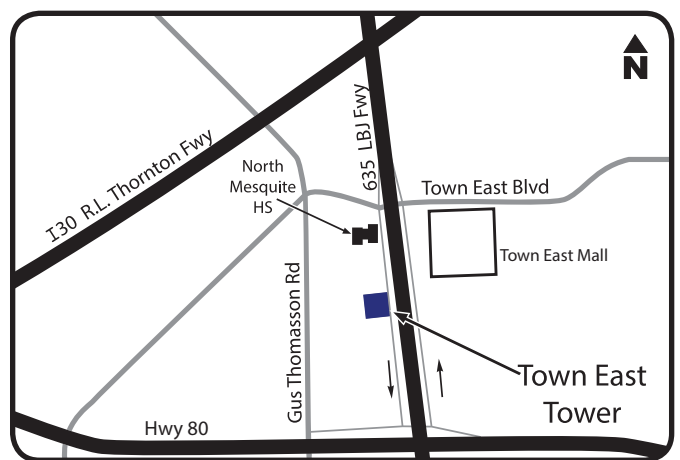 N
I30 R.L. Thornton Fwy
635 LBJ Fwy
North
Mesquite
HS
Town East Blvd
Town East Mall
Gus Thomasson Rd
Town East
Tower
Hwy 80